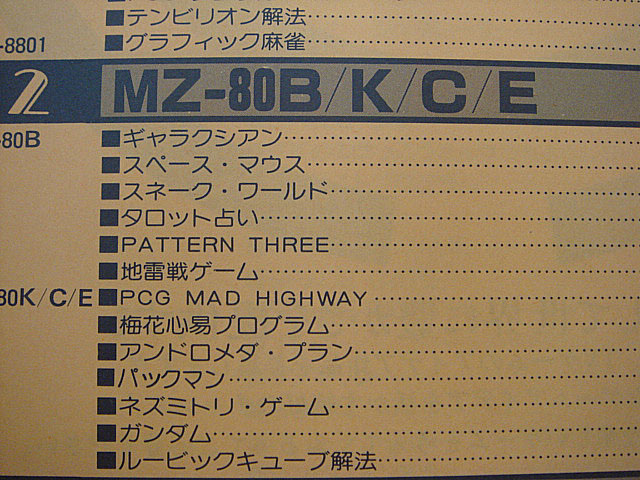 ■テンビリオン解法
-8801 ■グラフィック麻雀
2 MZ-80B/K/C/E
-80B ■ギャラクシアン
■スペース・マウス
■スネーク・ワールド
■タロット占い
■PATTERN THREE
■地雷戦ゲーム
80K/C/E ■PCG MAD HIGHWAY
■梅花心易プログラム
■アンドロメダ・プラン
■パックマン
■ネズミトリ・ゲーム
■ガンダム
■ルービックキューブ解法